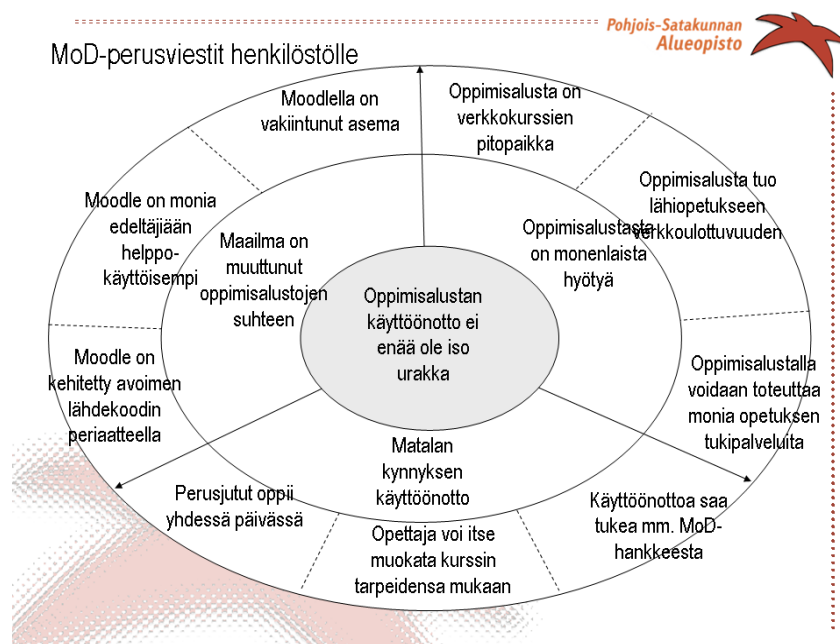 Pohjois-Satakunnan
Alueopisto
MoD-perusviestit henkilöstölle
Moodlella on
vakiintunut asema
Oppimisalusta on
verkkokurssien
pitopaikka
Moodle on monia
edeltäjiään
helppo-
käyttöisempi
Oppimisalusta tuo
lähiopetukseen
verkkoulottuvuuden
Maailma on
muuttunut
oppimisalustojen
suhteen
Oppimisalustasta
on monenlaista
hyötyä
Oppimisalustan
käyttöönotto ei
enää ole iso
urakka
Moodle on
kehitetty avoimen
lähdekoodin
periaatteella
Oppimisalustalla
voidaan toteuttaa
monia opetuksen
tukipalveluita
Matalan
kynnyksen
käyttöönotto
Perusjutut oppii
yhdessä päivässä
Opettaja voi itse
muokata kurssin
tarpeidensa mukaan
Käyttöönottoa saa
tukea mm. MoD-
hankkeesta